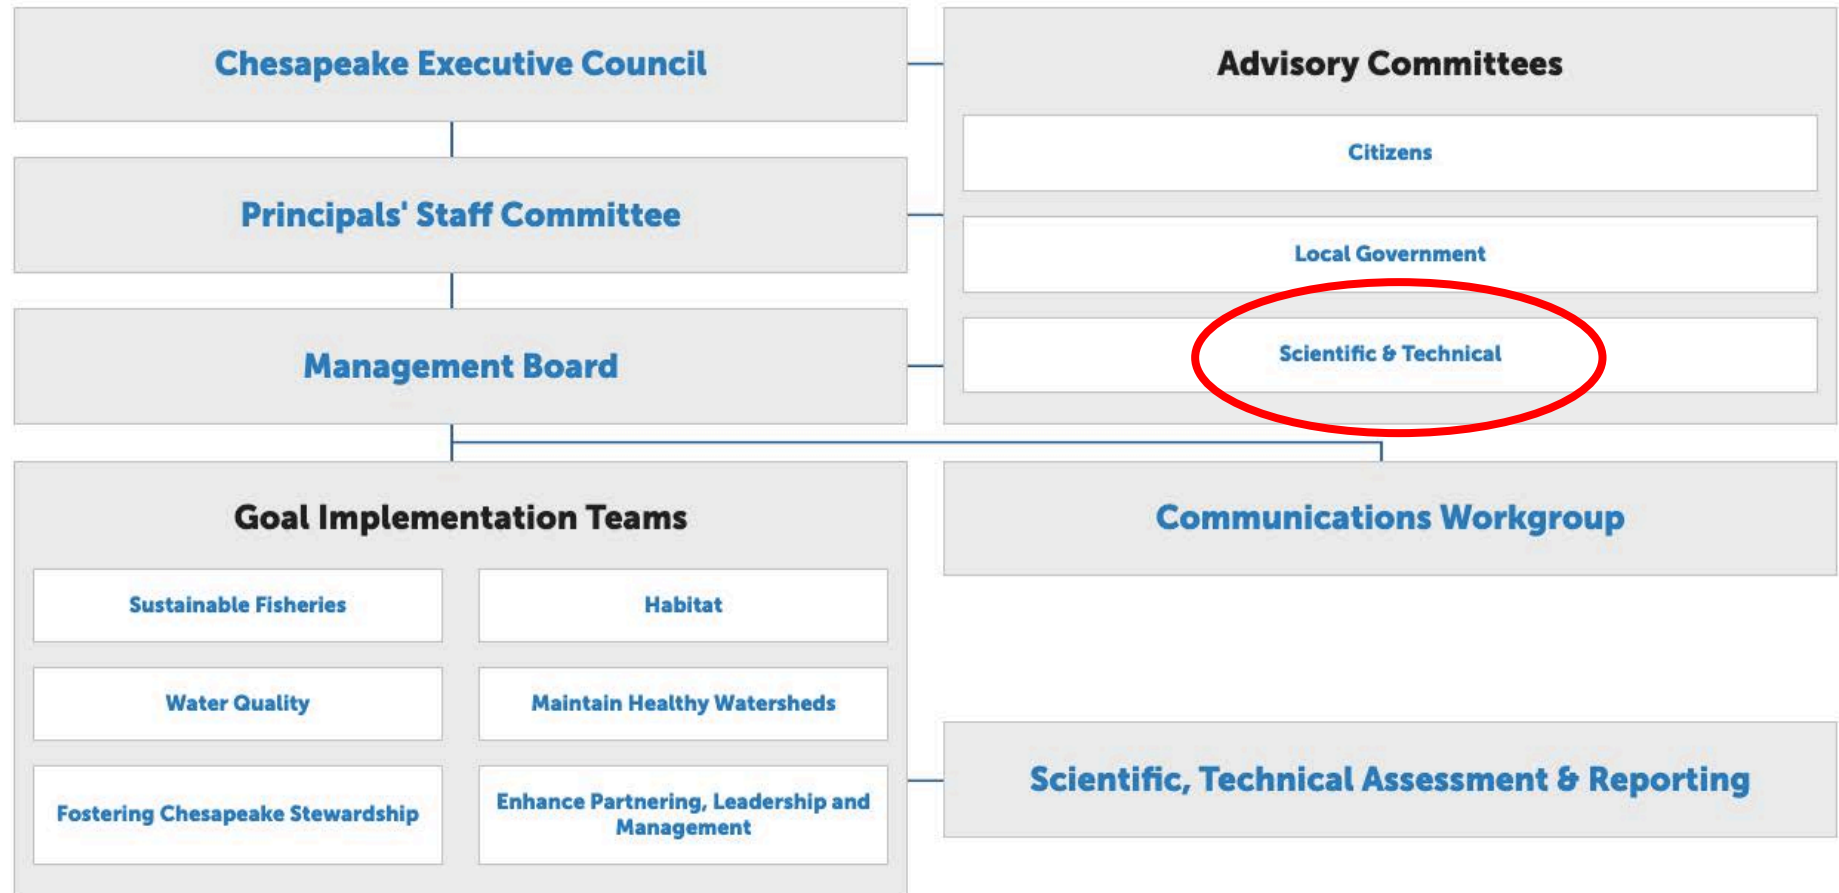 Chesapeake Executive Council
Advisory Committees
Citizens
Principals' Staff Committee
Local Government
Management Board
Scientific & Technical
Goal Implementation Teams
Communications Workgroup
Sustainable Fisheries
Habitat
Water Quality
Maintain Healthy Watersheds
Fostering Chesapeake Stewardship
Enhance Partnering, Leadership and
Management
Scientific, Technical Assessment & Reporting